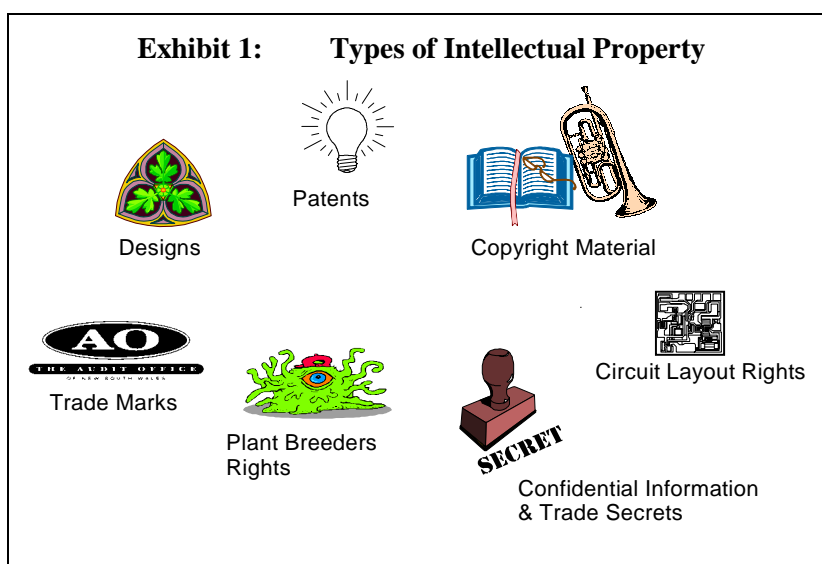 Exhibit 1: Types of Intellectual Property
Patents
Designs
Copyright Material
AO
THE AUDIT OFFICE
OF NEW SOUTH WALES
Trade Marks
Plant Breeders
Rights
SECRET
Circuit Layout Rights
Confidential Information
& Trade Secrets